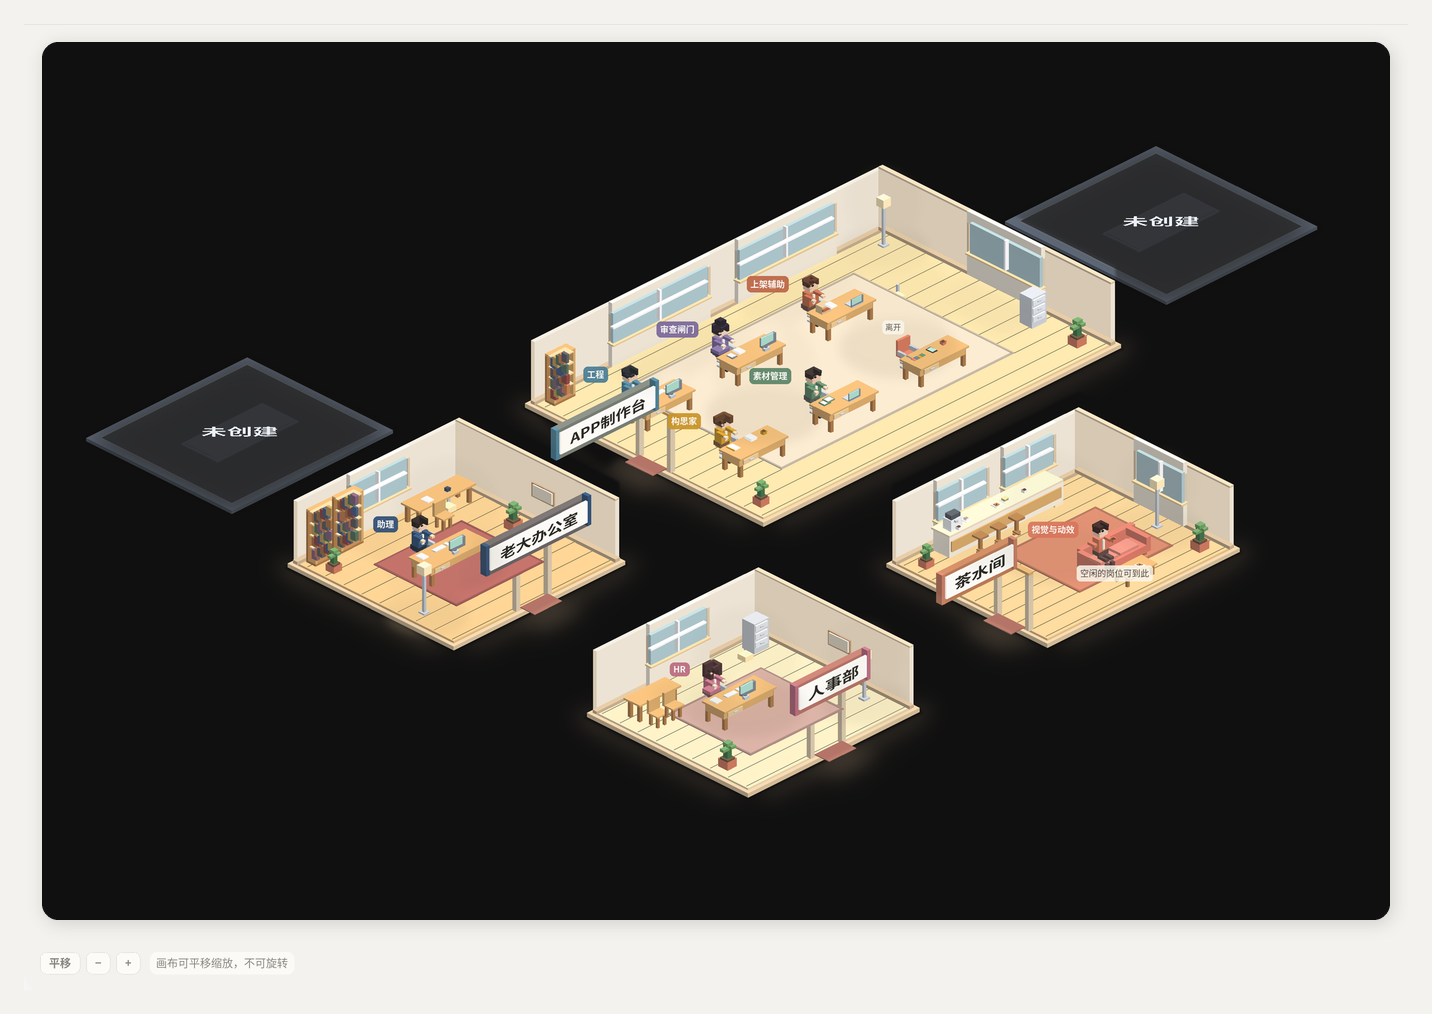 未创建
上架辅助
审查闸门
离开
工程
素材管理
APP制作台
构思家
未创建
助理
老大办公室
视觉与动效
空闲的岗位可到此
茶水间
HR
人事部
平移
−
+
画布可平移缩放，不可旋转